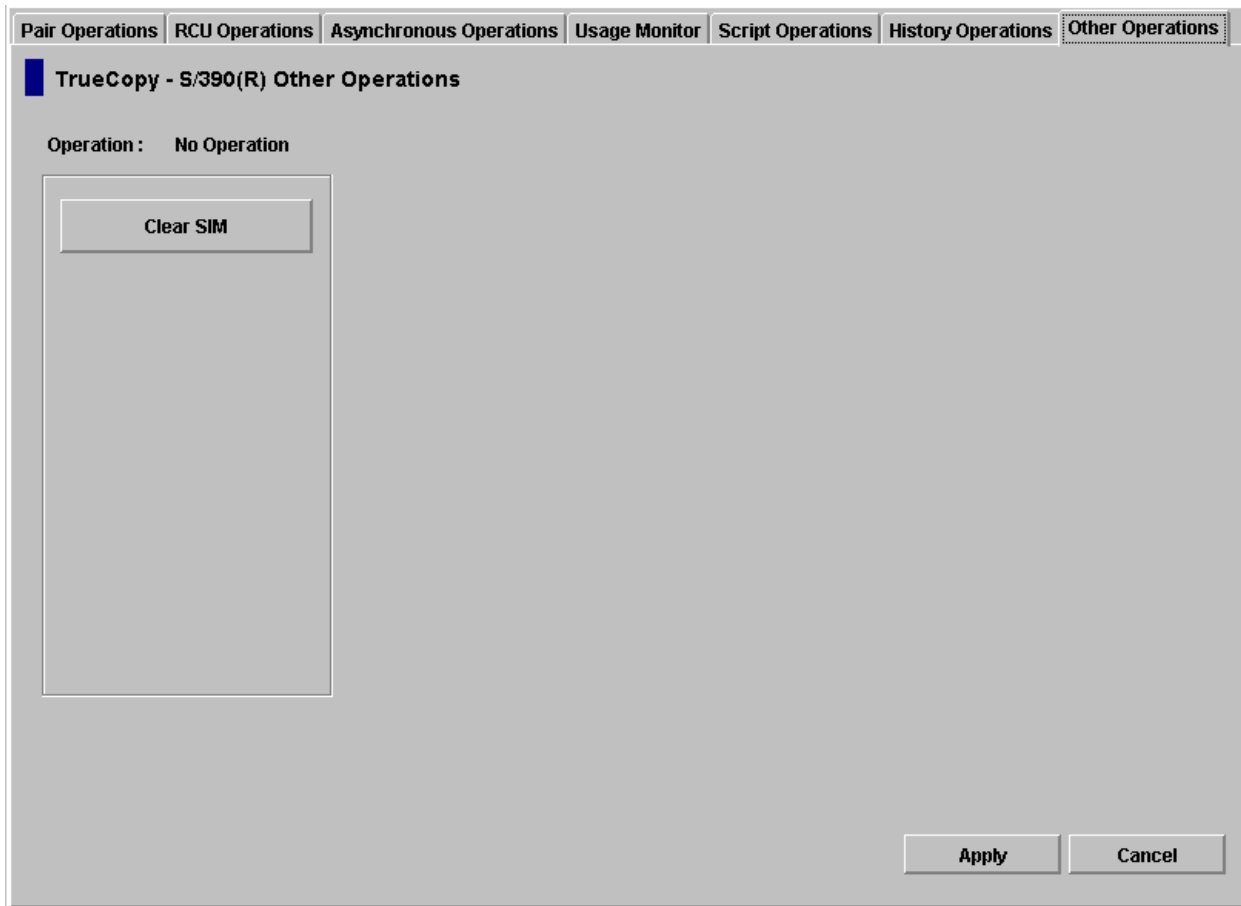 Pair Operations RCU Operations Asynchronous Operations Usage Monitor Script Operations History Operations Other Operations
TrueCopy - S/390(R) Other Operations
Operation : No Operation
Clear SIM
Apply Cancel